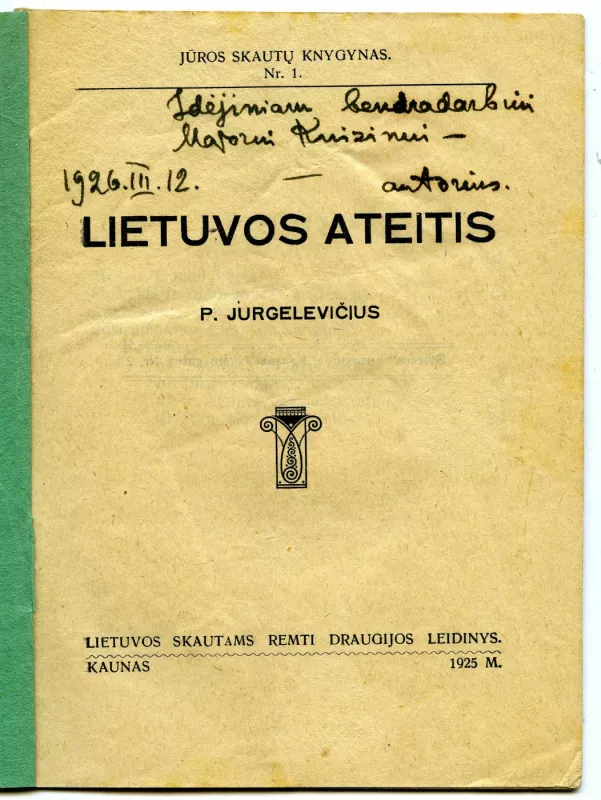 JŪROS SKAUTŲ KNYGYNAS.
Nr. 1.
Idėjiniam bendradarbiui
Majorui
1926.III.12. — autorius.
LIETUVOS ATEITIS
P. JURGELEVIČIUS
LIETUVOS SKAUTAMS REMTI DRAUGIJOS LEIDINYS.
KAUNAS 1925 M.